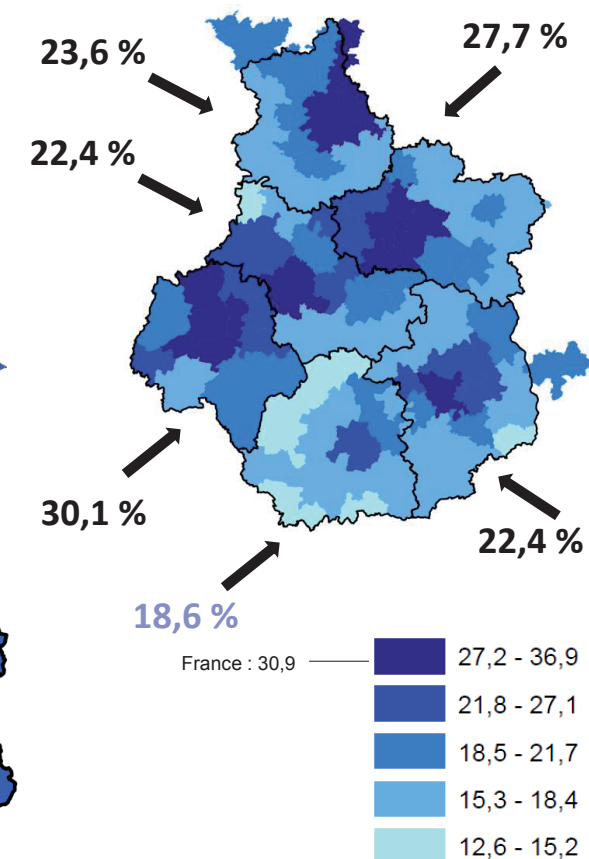 23,6 %
27,7 %
22,4 %
30,1 %
22,4 %
18,6 %
France : 30,9
27,2 - 36,9
21,8 - 27,1
18,5 - 21,7
15,3 - 18,4
12,6 - 15,2